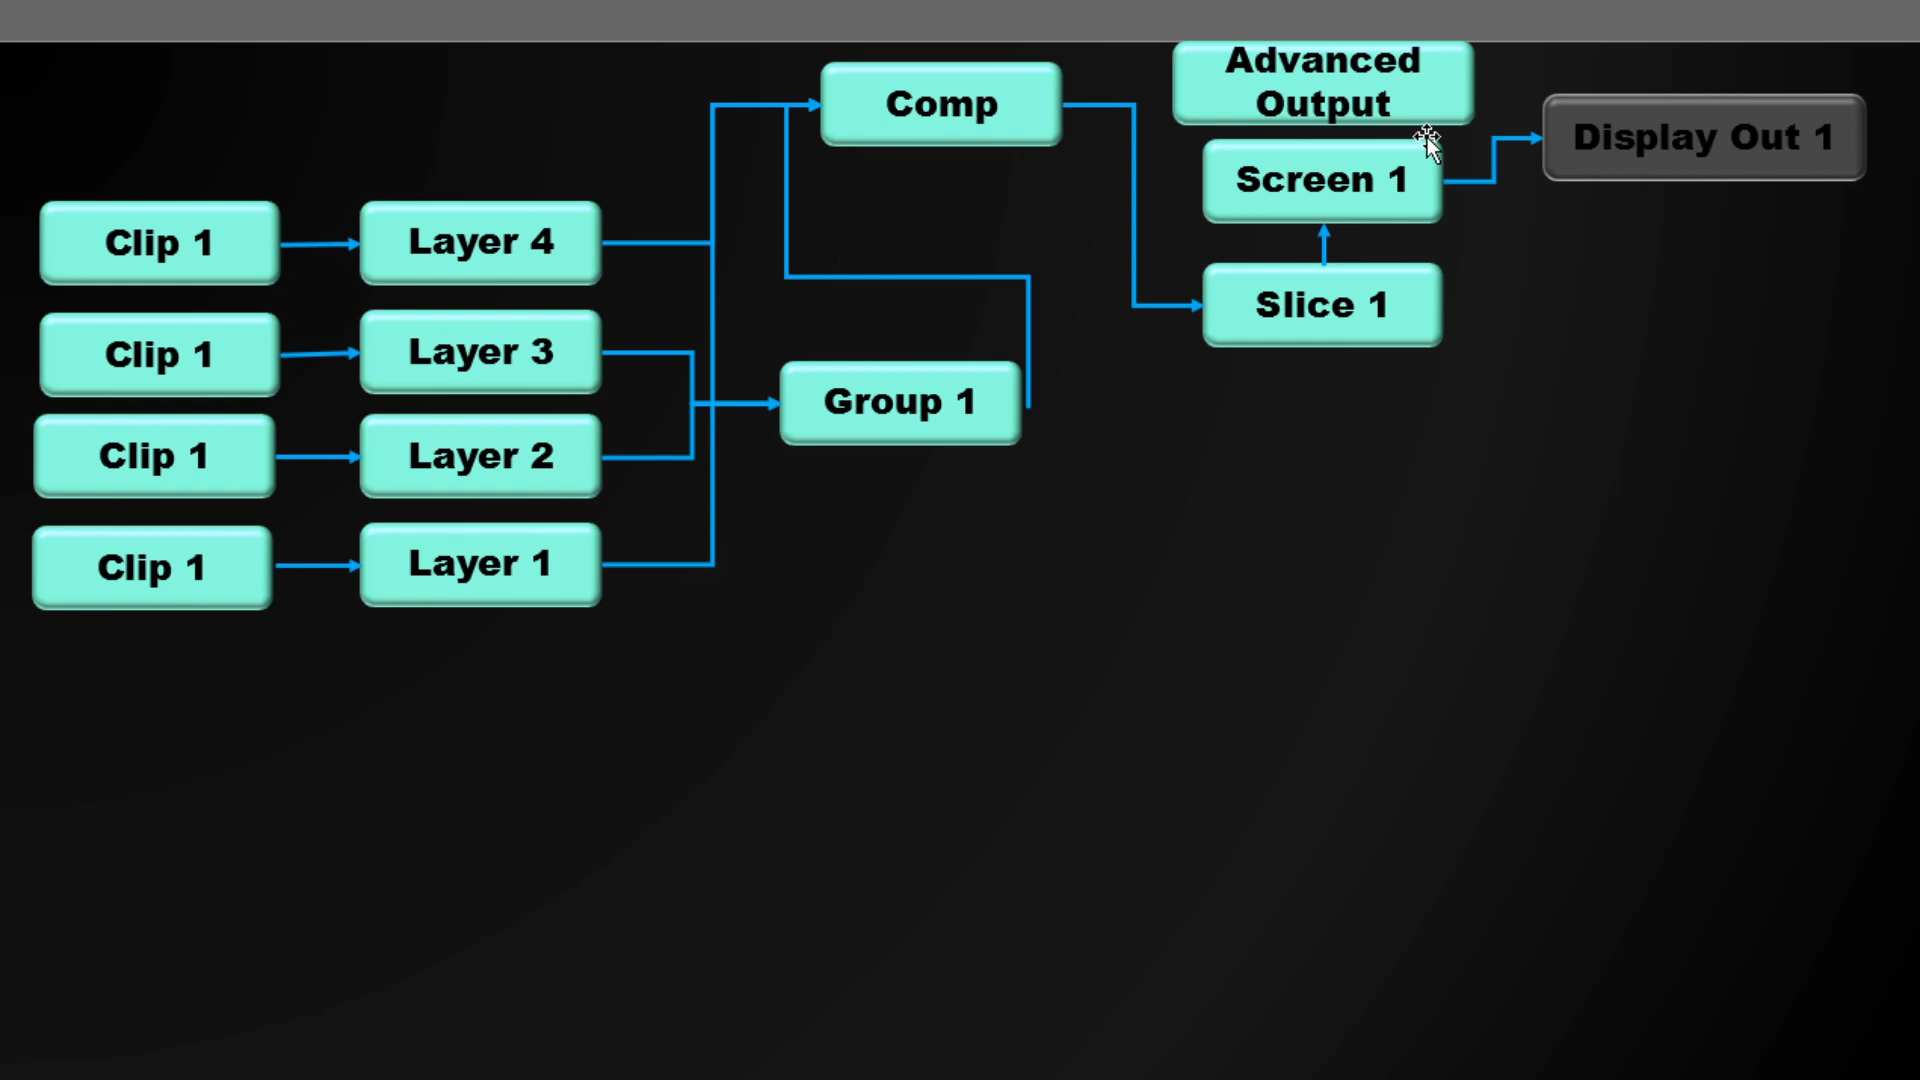 Advanced
Output
Comp
Display Out 1
Screen 1
Clip 1
Layer 4
Slice 1
Clip 1
Layer 3
Group 1
Clip 1
Layer 2
Clip 1
Layer 1